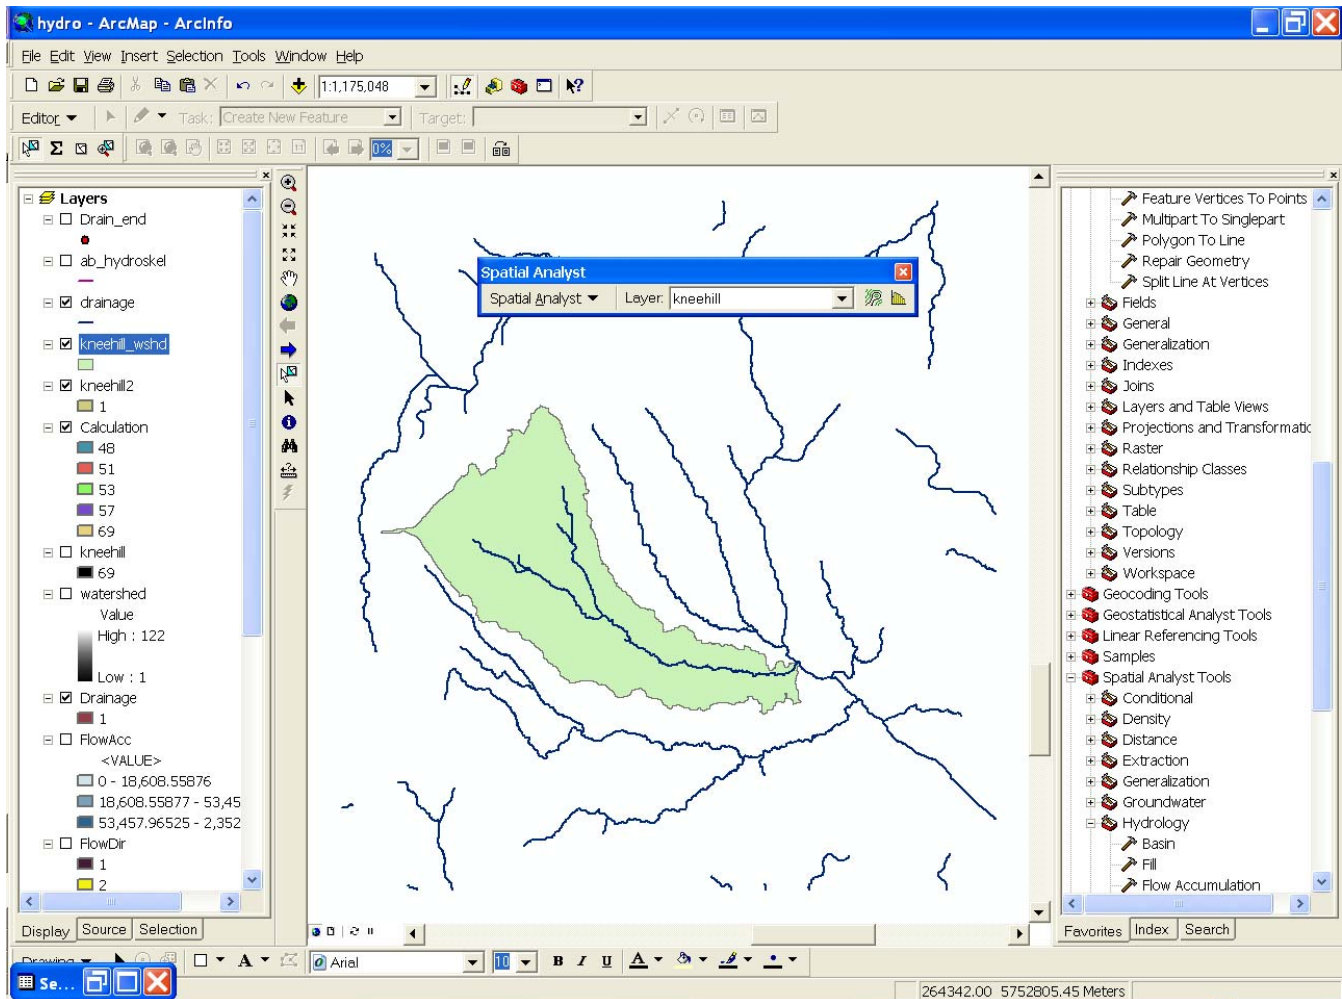 hydro - ArcMap - ArcInfo
File Edit View Insert Selection Tools Window Help
1:1,175,048
Editor Task: Create New Feature Target:
0%
Layers
Drain_end
ab_hydroskel
drainage
kneehill_wshd
kneehill2
1
Calculation
48
51
53
57
69
kneehill
69
watershed
Value
High : 122
Low : 1
Drainage
1
FlowAcc
<VALUE>
0 - 18,608.55876
18,608.55877 - 53,45
53,457.96525 - 2,352
FlowDir
1
2
Display Source Selection
Spatial Analyst
Spatial Analyst Layer: kneehill
Feature Vertices To Points
Multipart To Singlepart
Polygon To Line
Repair Geometry
Split Line At Vertices
Fields
General
Generalization
Indexes
Joins
Layers and Table Views
Projections and Transformatic
Raster
Relationship Classes
Subtypes
Table
Topology
Versions
Workspace
Geocoding Tools
Geostatistical Analyst Tools
Linear Referencing Tools
Samples
Spatial Analyst Tools
Conditional
Density
Distance
Extraction
Generalization
Groundwater
Hydrology
Basin
Fill
Flow Accumulation
Favorites Index Search
Drawing A Arial 10 B I U A
Se...
264342.00 5752805.45 Meters